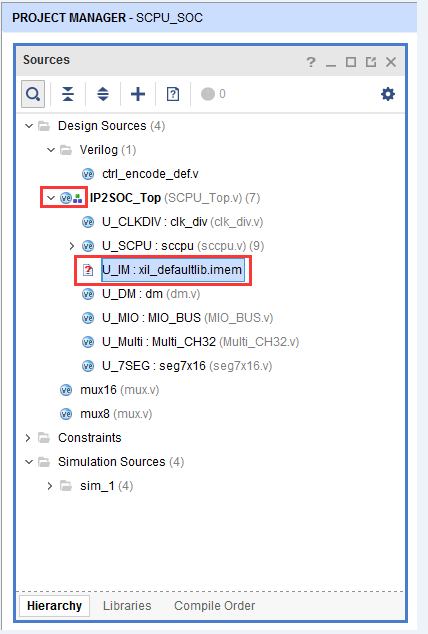 PROJECT MANAGER - SCPU_SOC
Sources
? _ □ X
0
Design Sources (4)
Verilog (1)
ctrl_encode_def.v
IP2SOC_Top (SCPU_Top.v) (7)
U_CLKDIV : clk_div (clk_div.v)
U_SCPU : sccpu (sccpu.v) (9)
U_IM : xil_defaultlib.imem
U_DM : dm (dm.v)
U_MIO : MIO_BUS (MIO_BUS.v)
U_Multi : Multi_CH32 (Multi_CH32.v)
U_7SEG : seg7x16 (seg7x16.v)
mux16 (mux.v)
mux8 (mux.v)
Constraints
Simulation Sources (4)
sim_1 (4)
Hierarchy Libraries Compile Order